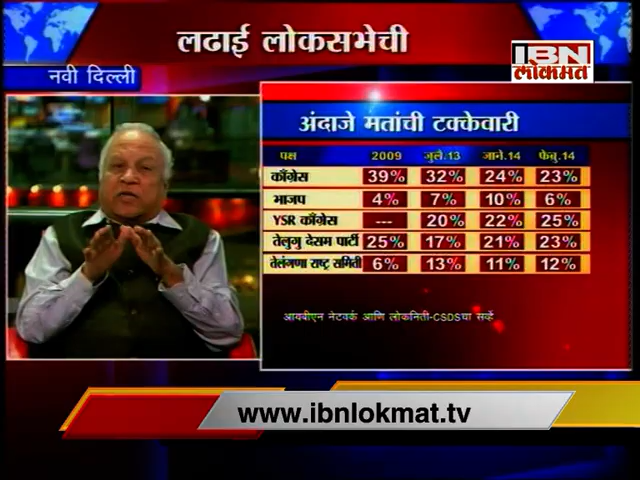 लढाई लोकसभेची
IBN
लोकमत
नवी दिल्ली
अंदाजे मतांची टक्केवारी
पक्ष 2009 जुलै.13 जाने.14 फेब्रु.14
काँग्रेस 39% 32% 24% 23%
भाजप 4% 7% 10% 6%
YSR काँग्रेस --- 20% 22% 25%
तेलुगु देसम पार्टी 25% 17% 21% 23%
तेलंगणा राष्ट्र समिती 6% 13% 11% 12%
आयबीएन नेटवर्क आणि लोकनिती-CSDSचा सर्व्हे
www.ibnlokmat.tv